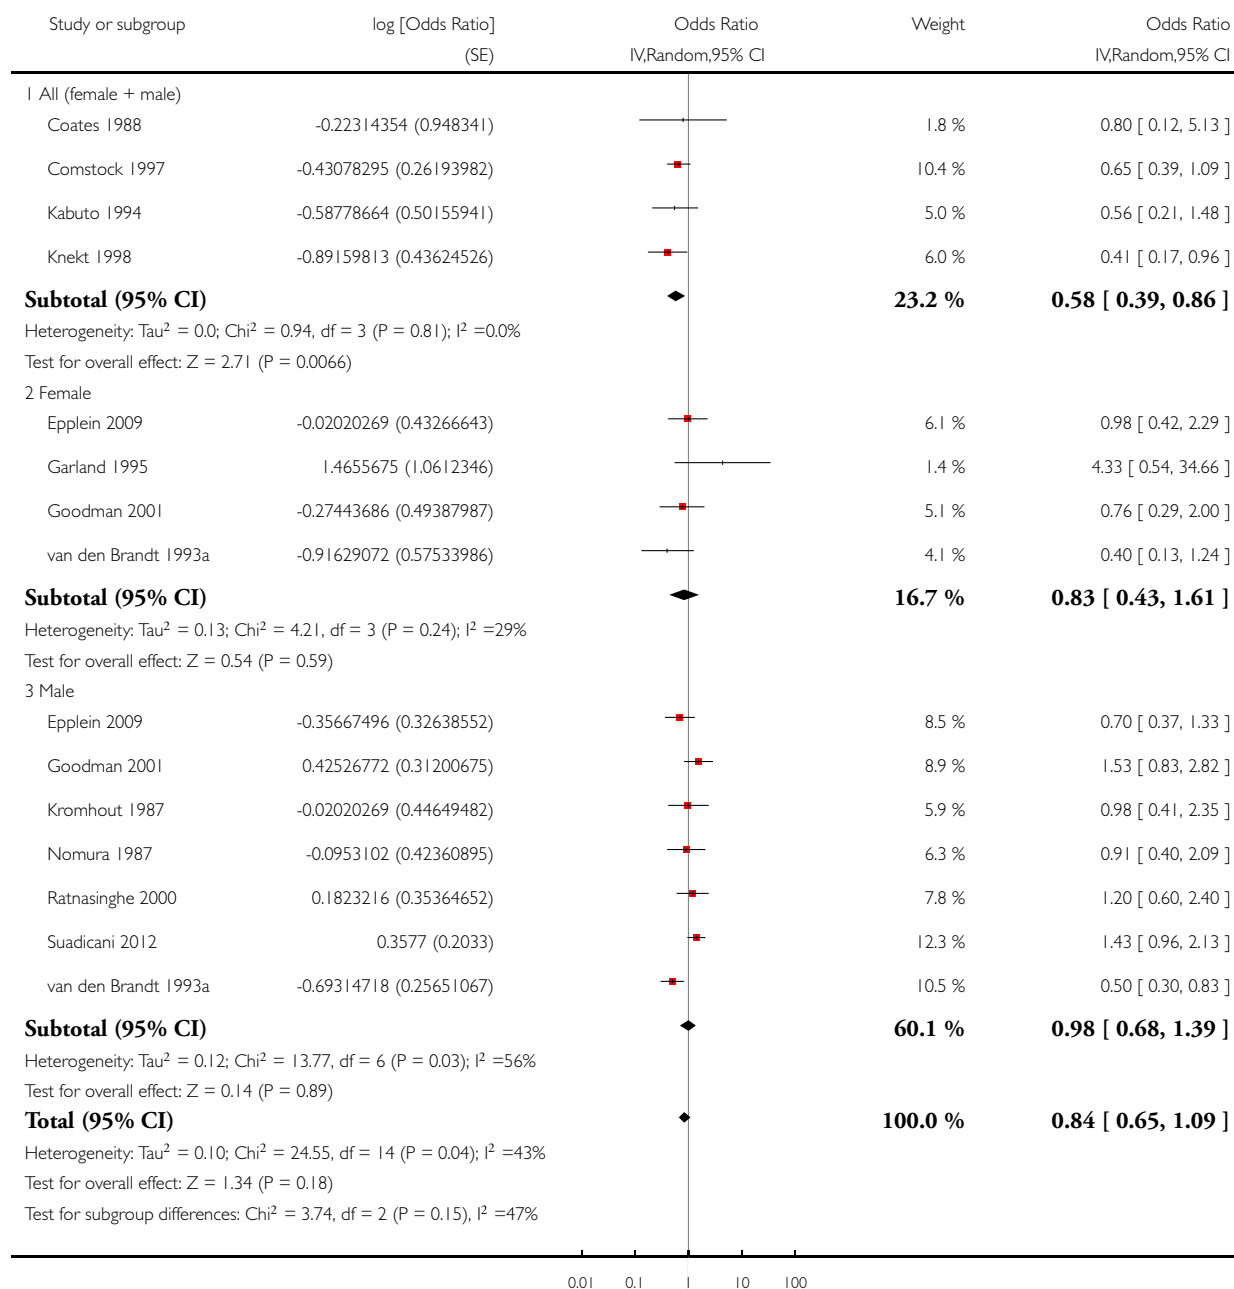 Study or subgroup log [Odds Ratio] Odds Ratio Weight Odds Ratio
(SE) IV,Random,95% CI IV,Random,95% CI
1 All (female + male)
Coates 1988 -0.22314354 (0.948341) 1.8 % 0.80 [ 0.12, 5.13 ]
Comstock 1997 -0.43078295 (0.26193982) 10.4 % 0.65 [ 0.39, 1.09 ]
Kabuto 1994 -0.58778664 (0.50155941) 5.0 % 0.56 [ 0.21, 1.48 ]
Knekt 1998 -0.89159813 (0.43624526) 6.0 % 0.41 [ 0.17, 0.96 ]
Subtotal (95% CI) 23.2 % 0.58 [ 0.39, 0.86 ]
Heterogeneity: Tau² = 0.0; Chi² = 0.94, df = 3 (P = 0.81); I² =0.0%
Test for overall effect: Z = 2.71 (P = 0.0066)
2 Female
Epplein 2009 -0.02020269 (0.43266643) 6.1 % 0.98 [ 0.42, 2.29 ]
Garland 1995 1.4655675 (1.0612346) 1.4 % 4.33 [ 0.54, 34.66 ]
Goodman 2001 -0.27443686 (0.49387987) 5.1 % 0.76 [ 0.29, 2.00 ]
van den Brandt 1993a -0.91629072 (0.57533986) 4.1 % 0.40 [ 0.13, 1.24 ]
Subtotal (95% CI) 16.7 % 0.83 [ 0.43, 1.61 ]
Heterogeneity: Tau² = 0.13; Chi² = 4.21, df = 3 (P = 0.24); I² =29%
Test for overall effect: Z = 0.54 (P = 0.59)
3 Male
Epplein 2009 -0.35667496 (0.32638552) 8.5 % 0.70 [ 0.37, 1.33 ]
Goodman 2001 0.42526772 (0.31200675) 8.9 % 1.53 [ 0.83, 2.82 ]
Kromhout 1987 -0.02020269 (0.44649482) 5.9 % 0.98 [ 0.41, 2.35 ]
Nomura 1987 -0.0953102 (0.42360895) 6.3 % 0.91 [ 0.40, 2.09 ]
Ratnasinghe 2000 0.1823216 (0.35364652) 7.8 % 1.20 [ 0.60, 2.40 ]
Suadicani 2012 0.3577 (0.2033) 12.3 % 1.43 [ 0.96, 2.13 ]
van den Brandt 1993a -0.69314718 (0.25651067) 10.5 % 0.50 [ 0.30, 0.83 ]
Subtotal (95% CI) 60.1 % 0.98 [ 0.68, 1.39 ]
Heterogeneity: Tau² = 0.12; Chi² = 13.77, df = 6 (P = 0.03); I² =56%
Test for overall effect: Z = 0.14 (P = 0.89)
Total (95% CI) 100.0 % 0.84 [ 0.65, 1.09 ]
Heterogeneity: Tau² = 0.10; Chi² = 24.55, df = 14 (P = 0.04); I² =43%
Test for overall effect: Z = 1.34 (P = 0.18)
Test for subgroup differences: Chi² = 3.74, df = 2 (P = 0.15), I² =47%
0.01 0.1 1 10 100